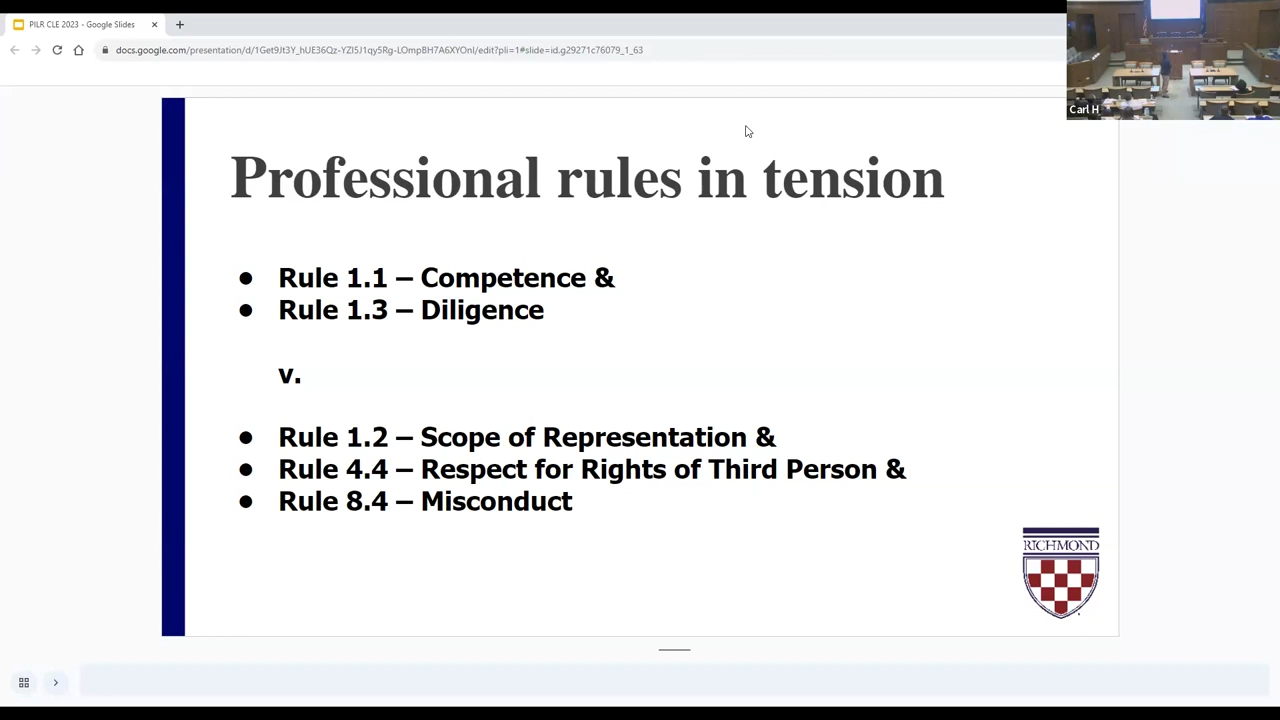 PILR CLE 2023 - Google Slides
docs.google.com/presentation/d/1Get9Jt3Y_hUE36Qz-YZI5J1qy5Rg-LOmpBH7A6XYOnI/edit?pli=1#slide=id.g29271c76079_1_63
Carl H
Professional rules in tension
● Rule 1.1 – Competence &
● Rule 1.3 – Diligence
v.
● Rule 1.2 – Scope of Representation &
● Rule 4.4 – Respect for Rights of Third Person &
● Rule 8.4 – Misconduct
RICHMOND